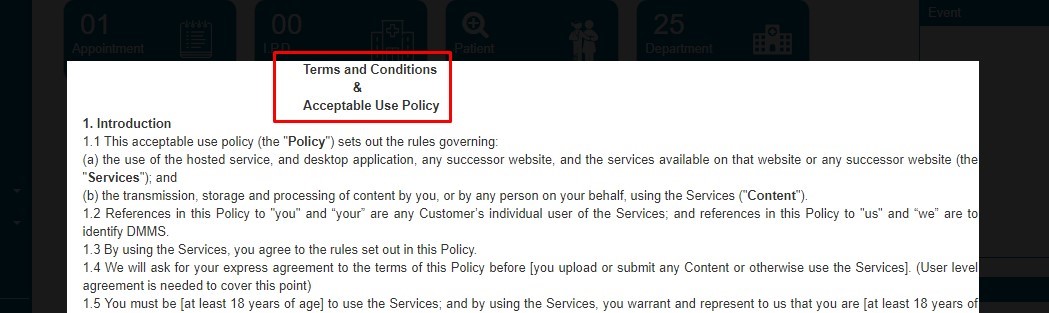 01
00
25
Event
Appointment
I.P.D
Patient
Department
Terms and Conditions
&
Acceptable Use Policy
1. Introduction
1.1 This acceptable use policy (the "Policy") sets out the rules governing:
(a) the use of the hosted service, and desktop application, any successor website, and the services available on that website or any successor website (the
"Services"); and
(b) the transmission, storage and processing of content by you, or by any person on your behalf, using the Services ("Content").
1.2 References in this Policy to "you" and “your” are any Customer’s individual user of the Services; and references in this Policy to "us" and “we” are to
identify DMMS.
1.3 By using the Services, you agree to the rules set out in this Policy.
1.4 We will ask for your express agreement to the terms of this Policy before [you upload or submit any Content or otherwise use the Services]. (User level
agreement is needed to cover this point)
1.5 You must be [at least 18 years of age] to use the Services; and by using the Services, you warrant and represent to us that you are [at least 18 years of